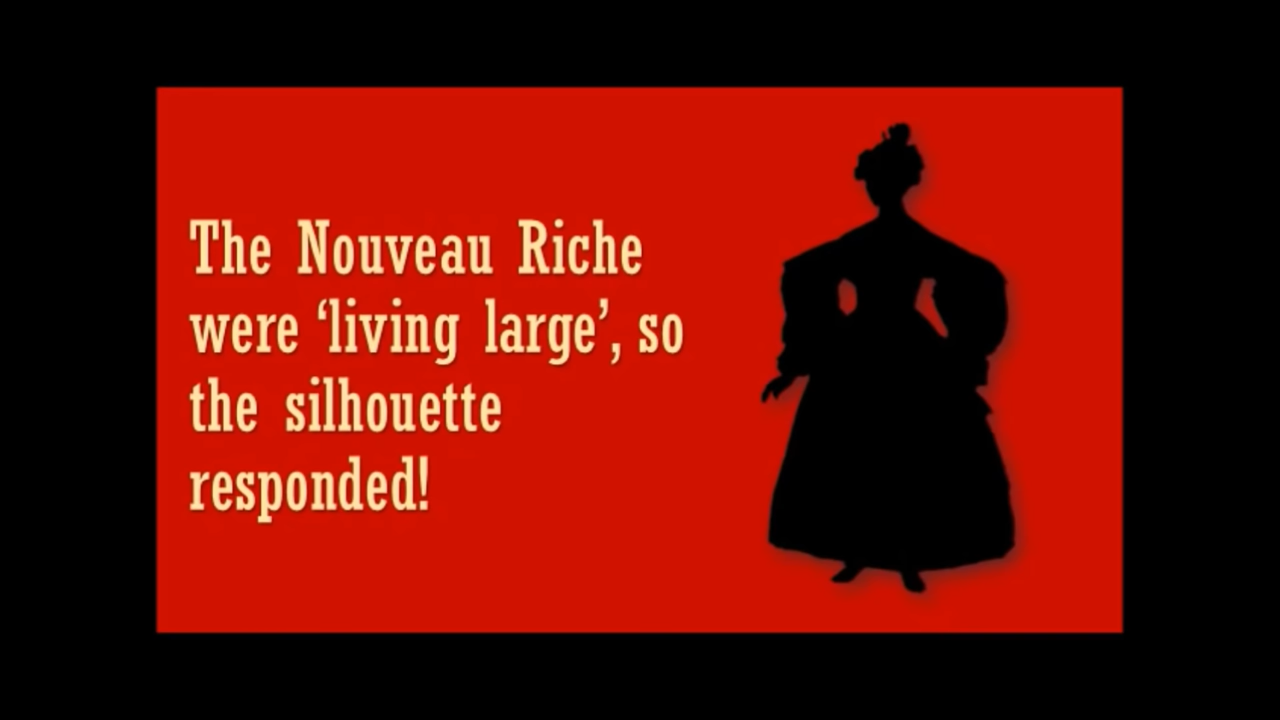 The Nouveau Riche
were ‘living large’, so
the silhouette
responded!